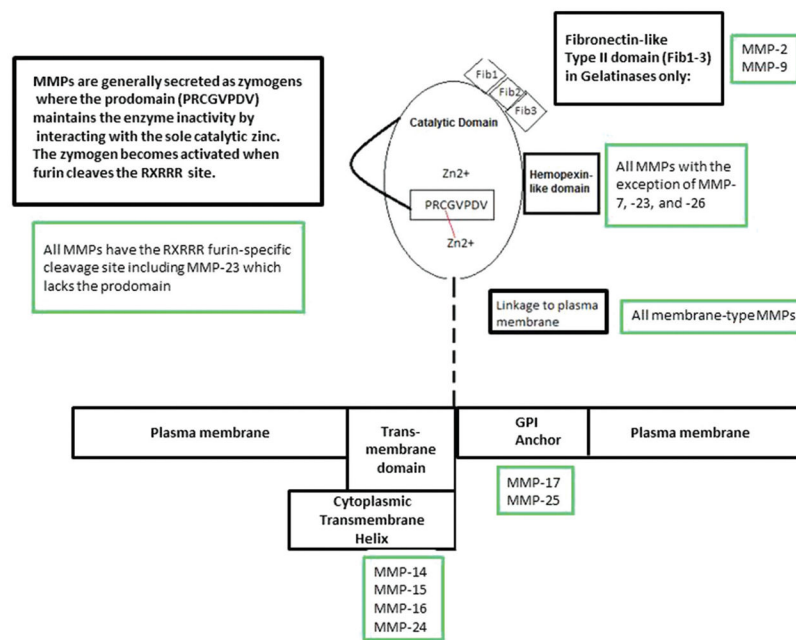 MMPs are generally secreted as zymogens
where the prodomain (PRCGVPDV)
maintains the enzyme inactivity by
interacting with the sole catalytic zinc.
The zymogen becomes activated when
furin cleaves the RXRRR site.
All MMPs have the RXRRR furin-specific
cleavage site including MMP-23 which
lacks the prodomain
Fib1
Fib2
Fib3
Fibronectin-like
Type II domain (Fib1-3)
in Gelatinases only:
MMP-2
MMP-9
Catalytic Domain
Zn2+
PRCGVPDV
Zn2+
Hemopexin-
like domain
All MMPs with the
exception of MMP-
7, -23, and -26
Linkage to plasma
membrane
All membrane-type MMPs
Plasma membrane
Trans-
membrane
domain
GPI
Anchor
Plasma membrane
Cytoplasmic
Transmembrane
Helix
MMP-17
MMP-25
MMP-14
MMP-15
MMP-16
MMP-24